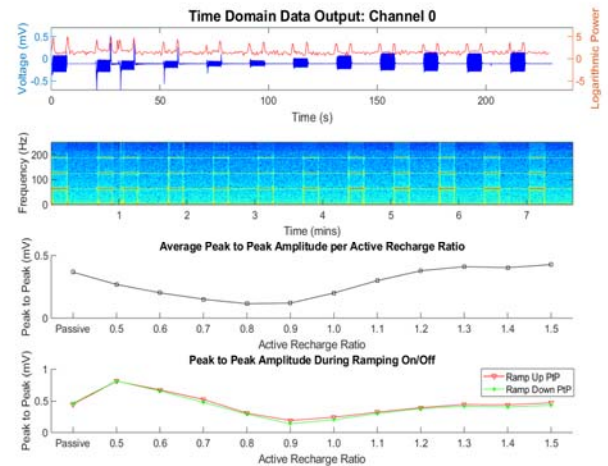 Time Domain Data Output: Channel 0
Voltage (mV)
0.5
0
-0.5
Logarithmic Power
5
0
-5
0
50
100
150
200
Time (s)
Frequency (Hz)
200
100
0
1
2
3
4
5
6
7
Time (mins)
Average Peak to Peak Amplitude per Active Recharge Ratio
Peak to Peak (mV)
0.5
0
Passive 0.5 0.6 0.7 0.8 0.9 1.0 1.1 1.2 1.3 1.4 1.5
Active Recharge Ratio
Peak to Peak Amplitude During Ramping On/Off
Peak to Peak (mV)
1
0.5
0
Ramp Up PtP
Ramp Down PtP
Passive 0.5 0.6 0.7 0.8 0.9 1.0 1.1 1.2 1.3 1.4 1.5
Active Recharge Ratio